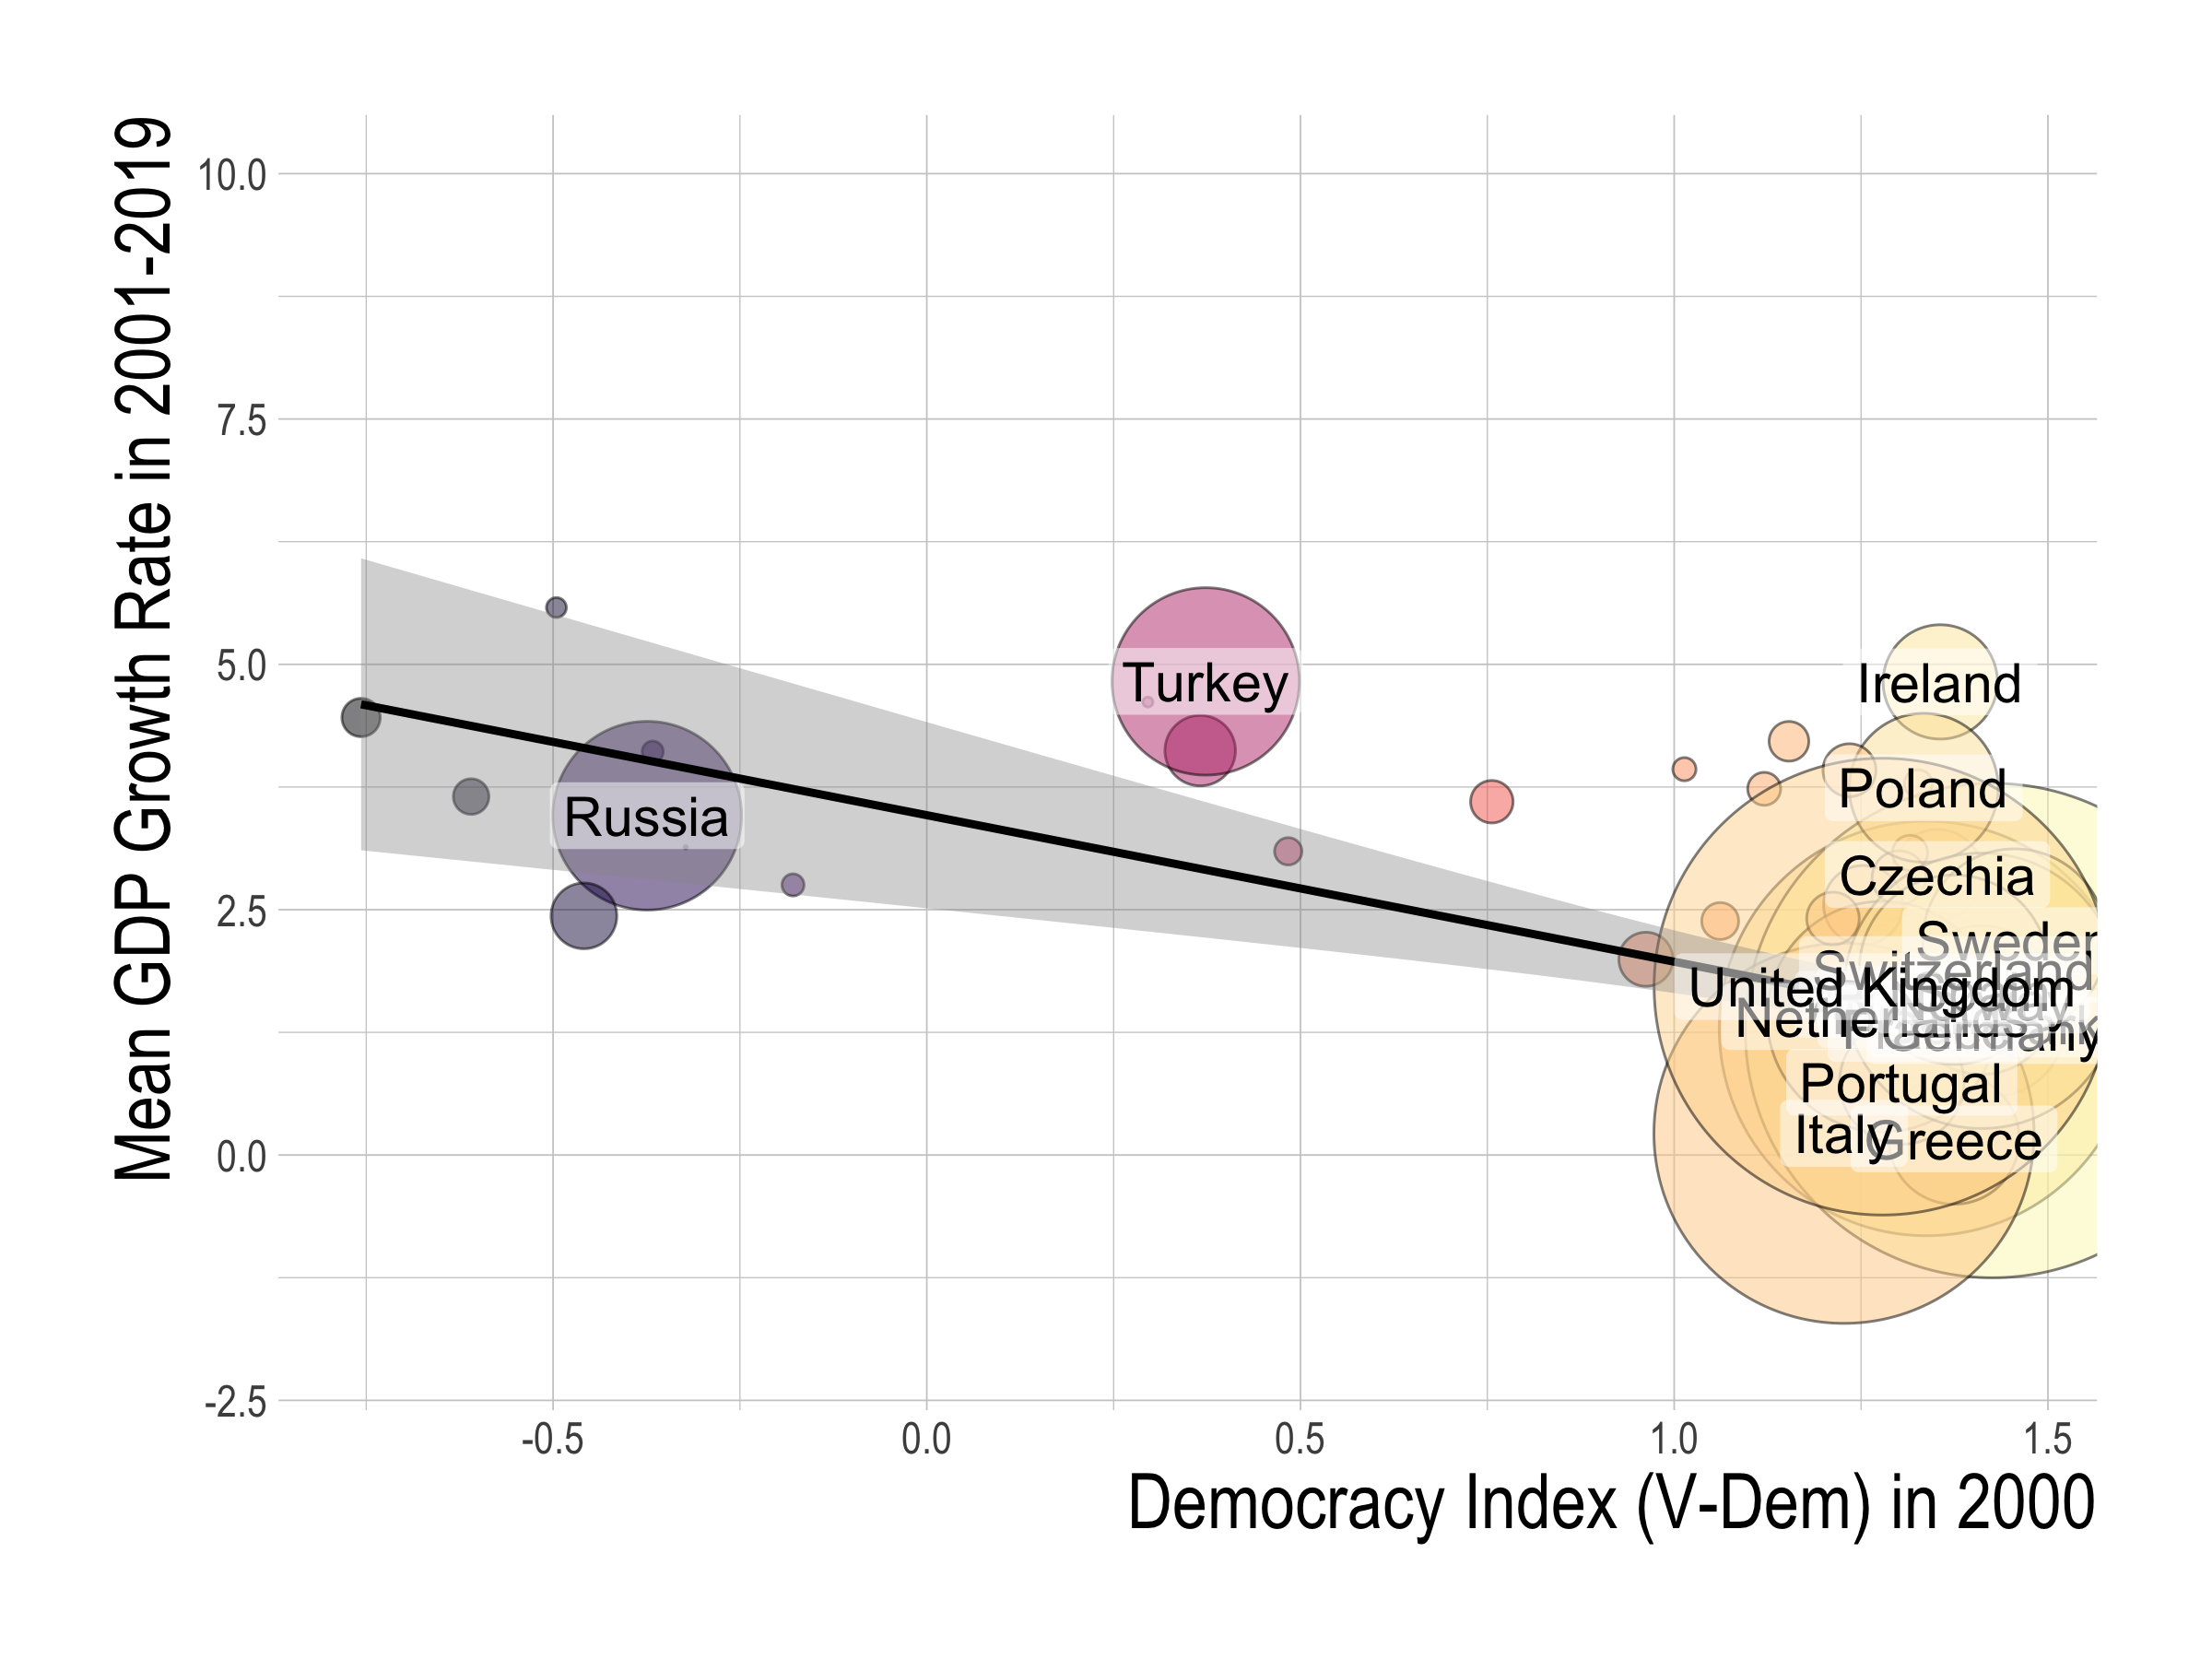 Mean GDP Growth Rate in 2001-2019
10.0
7.5
5.0
2.5
0.0
-2.5
Turkey
Ireland
Poland
Russia
Czechia
Switzerland
United Kingdom
Netherlands
Germany
Portugal
Italy
Greece
-0.5
0.0
0.5
1.0
1.5
Democracy Index (V-Dem) in 2000